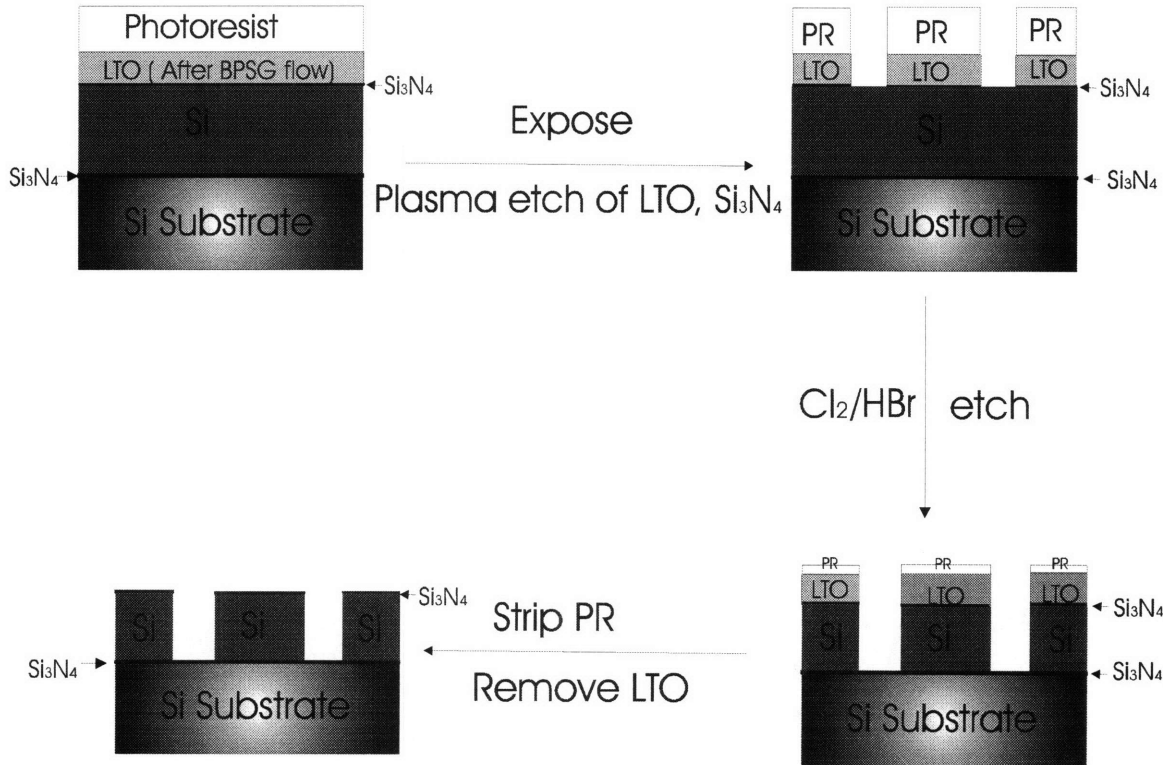 Photoresist
LTO ( After BPSG flow)
Si₃N₄
Si
Si₃N₄
Si Substrate
Expose
Plasma etch of LTO, Si₃N₄
PR PR PR
LTO LTO LTO
Si₃N₄
Si
Si₃N₄
Si Substrate
Cl₂/HBr etch
PR PR PR
LTO LTO LTO
Si₃N₄
Si Si Si
Si₃N₄
Si Substrate
Strip PR
Remove LTO
Si₃N₄
Si Si Si
Si₃N₄
Si Substrate